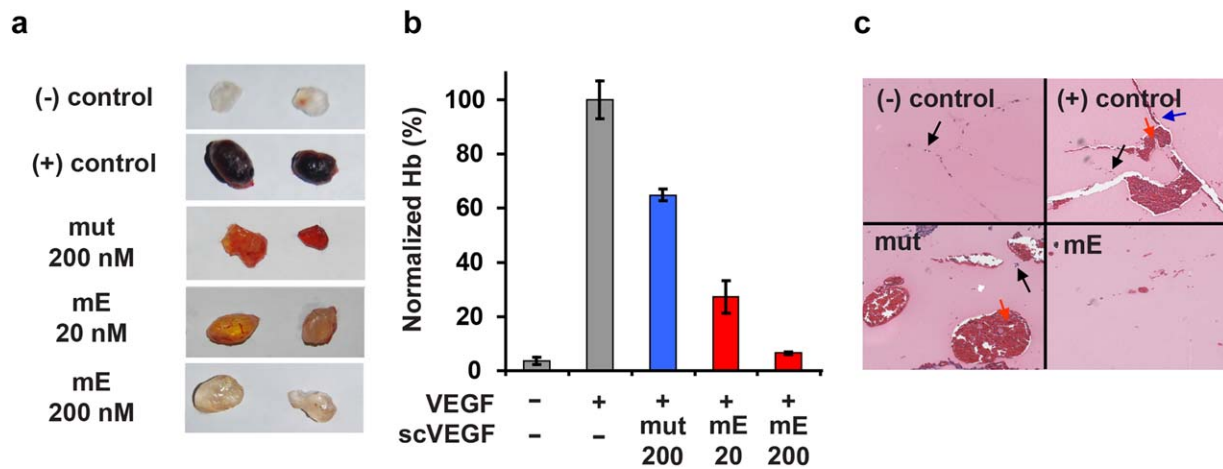 a
(-) control
(+) control
mut
200 nM
mE
20 nM
mE
200 nM
b
Normalized Hb (%)
100
80
60
40
20
0
VEGF − + + + +
scVEGF − − mut mE mE
200 20 200
c
(-) control
(+) control
mut
mE